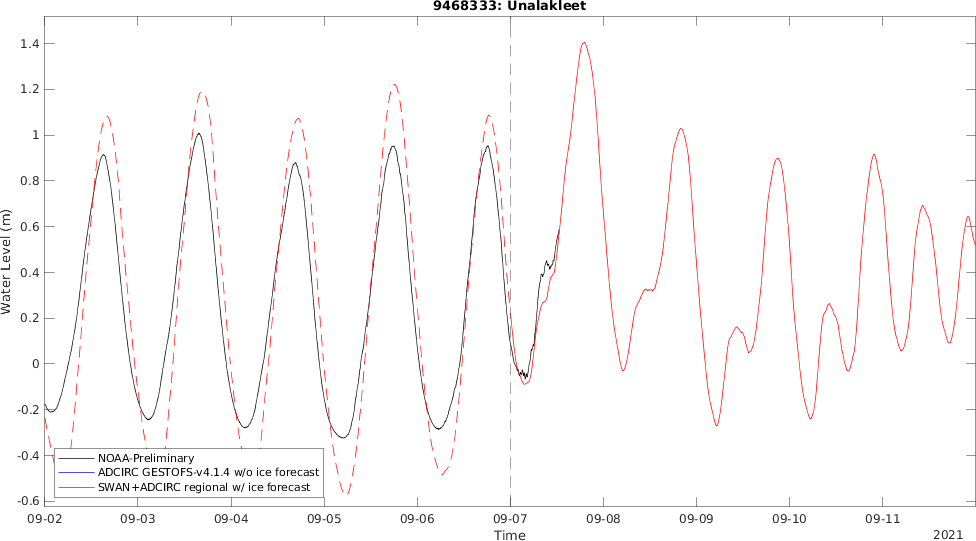 9468333: Unalakleet
Water Level (m)
1.4
1.2
1
0.8
0.6
0.4
0.2
0
-0.2
-0.4
-0.6
NOAA-Preliminary
ADCIRC GESTOFS-v4.1.4 w/o ice forecast
SWAN+ADCIRC regional w/ ice forecast
09-02 09-03 09-04 09-05 09-06 09-07 09-08 09-09 09-10 09-11
Time
2021